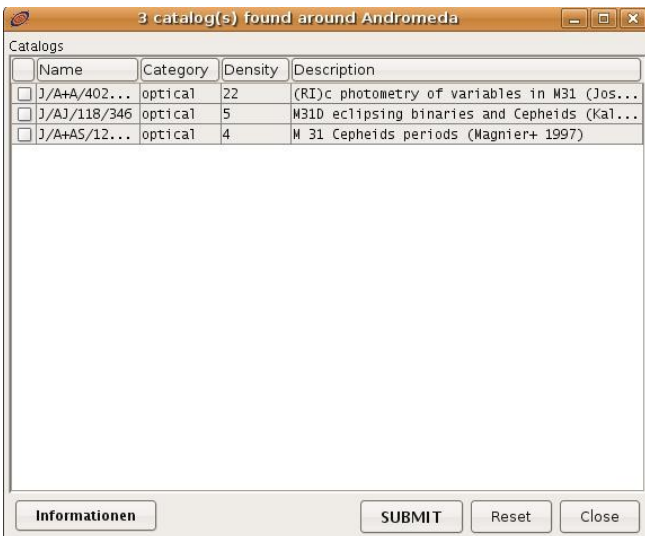 3 catalog(s) found around Andromeda
Catalogs
Name Category Density Description
J/A+A/402... optical 22 (RI)c photometry of variables in M31 (Jos...
J/AJ/118/346 optical 5 M31D eclipsing binaries and Cepheids (Kal...
J/A+AS/12... optical 4 M 31 Cepheids periods (Magnier+ 1997)
Informationen SUBMIT Reset Close